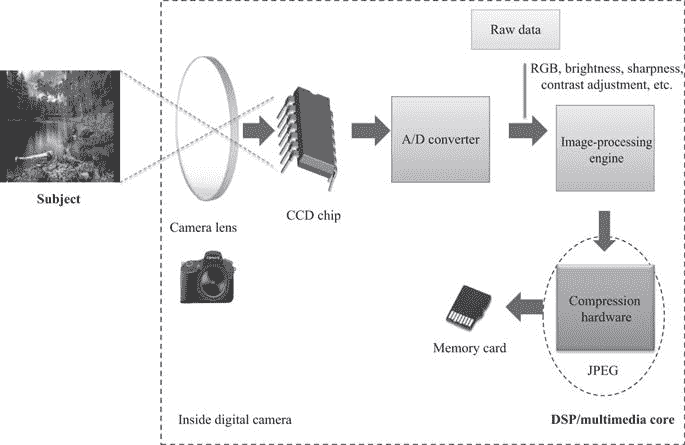 Raw data
RGB, brightness, sharpness,
contrast adjustment, etc.
A/D converter
Image-processing
engine
Subject
CCD chip
Camera lens
Compression
hardware
Memory card
JPEG
Inside digital camera
DSP/multimedia core